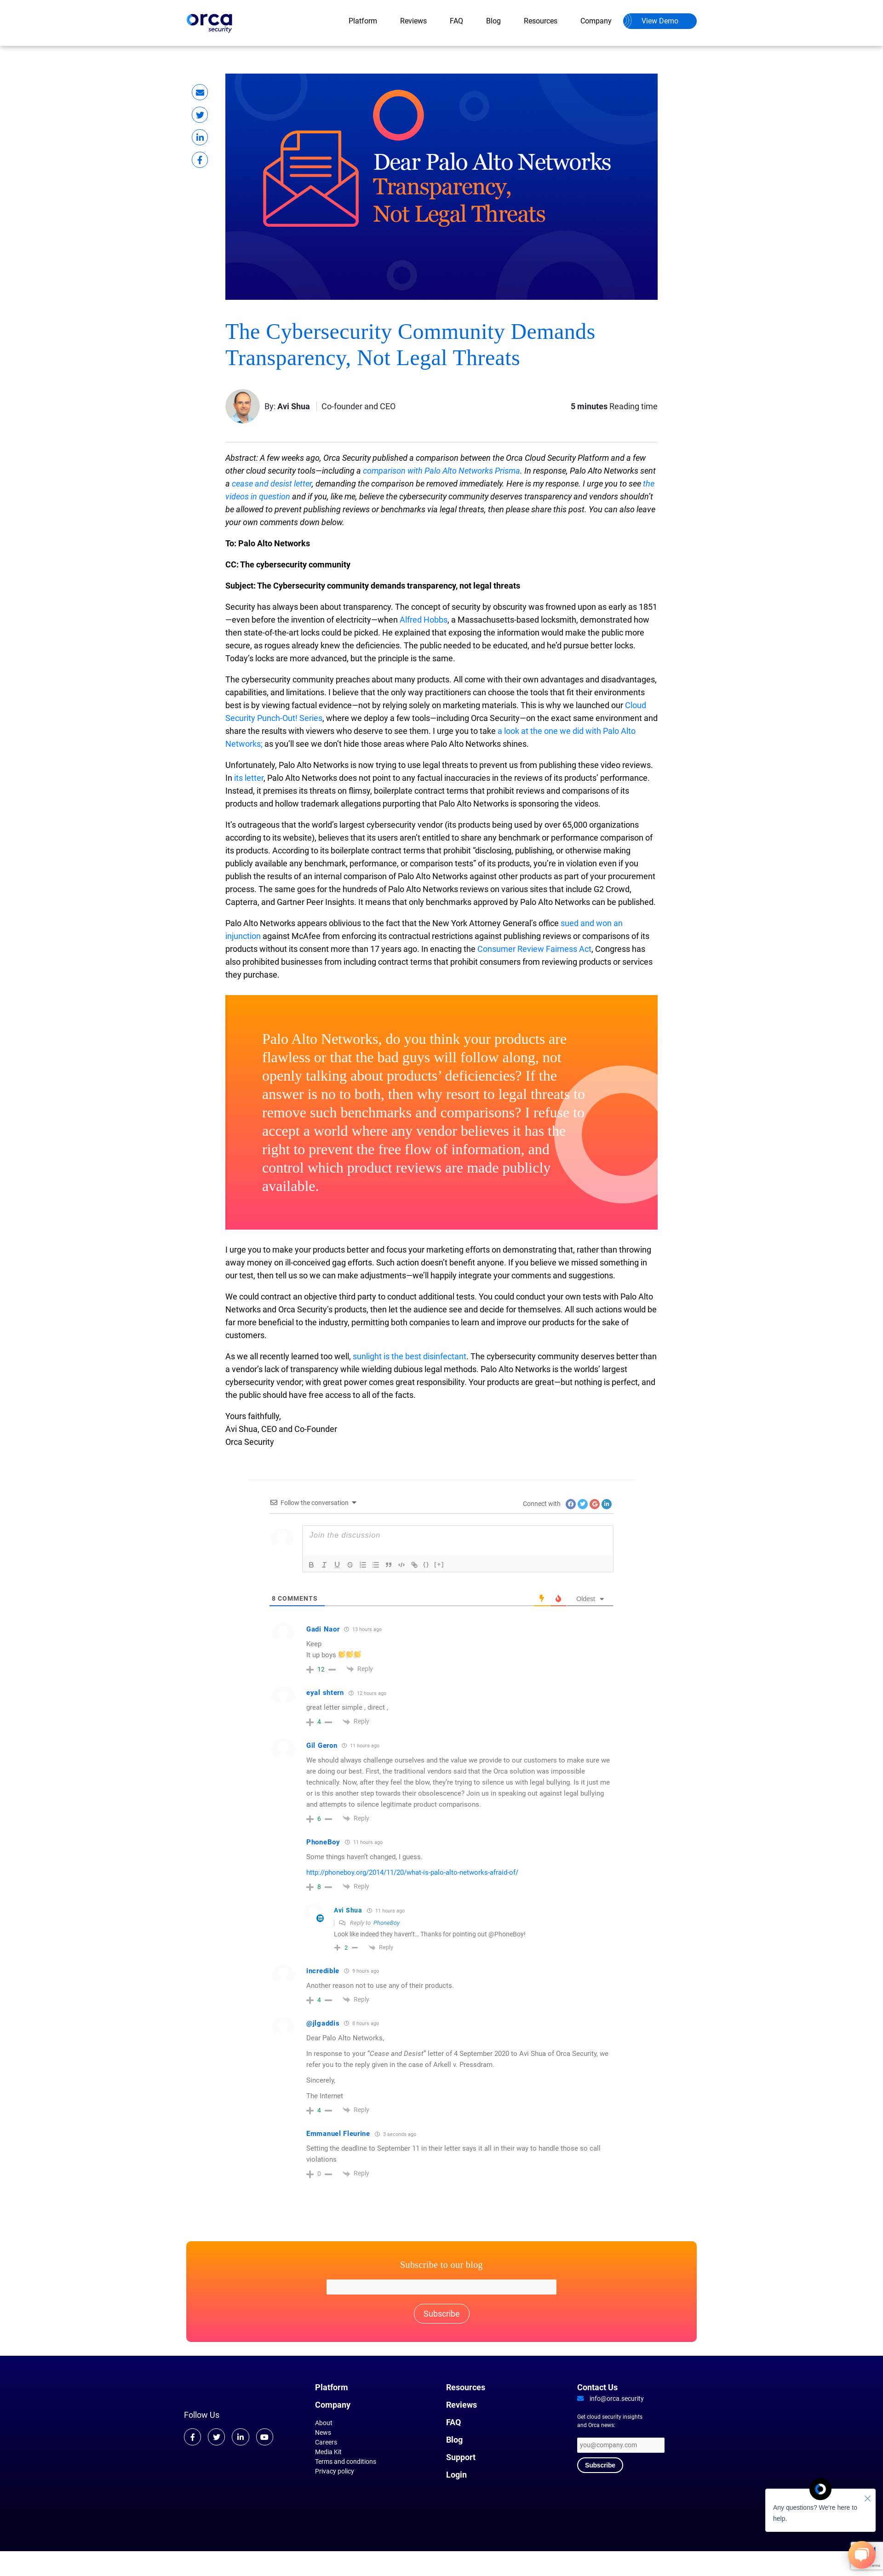 orca security
Platform Reviews FAQ Blog Resources Company View Demo
Dear Palo Alto Networks
Transparency,
Not Legal Threats
The Cybersecurity Community Demands
Transparency, Not Legal Threats
By: Avi Shua Co-founder and CEO 5 minutes Reading time
Abstract: A few weeks ago, Orca Security published a comparison between the Orca Cloud Security Platform and a few
other cloud security tools—including a comparison with Palo Alto Networks Prisma. In response, Palo Alto Networks sent
a cease and desist letter, demanding the comparison be removed immediately. Here is my response. I urge you to see the
videos in question and if you, like me, believe the cybersecurity community deserves transparency and vendors shouldn't
be allowed to prevent publishing reviews or benchmarks via legal threats, then please share this post. You can also leave
your own comments down below.
To: Palo Alto Networks
CC: The cybersecurity community
Subject: The Cybersecurity community demands transparency, not legal threats
Security has always been about transparency. The concept of security by obscurity was frowned upon as early as 1851
—even before the invention of electricity—when Alfred Hobbs, a Massachusetts-based locksmith, demonstrated how
then state-of-the-art locks could be picked. He explained that exposing the information would make the public more
secure, as rogues already knew the deficiencies. The public needed to be educated, and he'd pursue better locks.
Today's locks are more advanced, but the principle is the same.
The cybersecurity community preaches about many products. All come with their own advantages and disadvantages,
capabilities, and limitations. I believe that the only way practitioners can choose the tools that fit their environments
best is by viewing factual evidence—not by relying solely on marketing materials. This is why we launched our Cloud
Security Punch-Out! Series, where we deploy a few tools—including Orca Security—on the exact same environment and
share the results with viewers who deserve to see them. I urge you to take a look at the one we did with Palo Alto
Networks; as you'll see we don't hide those areas where Palo Alto Networks shines.
Unfortunately, Palo Alto Networks is now trying to use legal threats to prevent us from publishing these video reviews.
In its letter, Palo Alto Networks does not point to any factual inaccuracies in the reviews of its products' performance.
Instead, it premises its threats on flimsy, boilerplate contract terms that prohibit reviews and comparisons of its
products and hollow trademark allegations purporting that Palo Alto Networks is sponsoring the videos.
It's outrageous that the world's largest cybersecurity vendor (its products being used by over 65,000 organizations
according to its website), believes that its users aren't entitled to share any benchmark or performance comparison of
its products. According to its boilerplate contract terms that prohibit "disclosing, publishing, or otherwise making
publicly available any benchmark, performance, or comparison tests" of its products, you're in violation even if you
publish the results of an internal comparison of Palo Alto Networks against other products as part of your procurement
process. The same goes for the hundreds of Palo Alto Networks reviews on various sites that include G2 Crowd,
Capterra, and Gartner Peer Insights. It means that only benchmarks approved by Palo Alto Networks can be published.
Palo Alto Networks appears oblivious to the fact that the New York Attorney General's office sued and won an
injunction against McAfee from enforcing its contractual restrictions against publishing reviews or comparisons of its
products without its consent more than 17 years ago. In enacting the Consumer Review Fairness Act, Congress has
also prohibited businesses from including contract terms that prohibit consumers from reviewing products or services
they purchase.
Palo Alto Networks, do you think your products are
flawless or that the bad guys will follow along, not
openly talking about products' deficiencies? If the
answer is no to both, then why resort to legal threats to
remove such benchmarks and comparisons? I refuse to
accept a world where any vendor believes it has the
right to prevent the free flow of information, and
control which product reviews are made publicly
available.
I urge you to make your products better and focus your marketing efforts on demonstrating that, rather than throwing
away money on ill-conceived gag efforts. Such action doesn't benefit anyone. If you believe we missed something in
our test, then tell us so we can make adjustments—we'll happily integrate your comments and suggestions.
We could contract an objective third party to conduct additional tests. You could conduct your own tests with Palo Alto
Networks and Orca Security's products, then let the audience see and decide for themselves. All such actions would be
far more beneficial to the industry, permitting both companies to learn and improve our products for the sake of
customers.
As we all recently learned too well, sunlight is the best disinfectant. The cybersecurity community deserves better than
a vendor's lack of transparency while wielding dubious legal methods. Palo Alto Networks is the worlds' largest
cybersecurity vendor; with great power comes great responsibility. Your products are great—but nothing is perfect, and
the public should have free access to all of the facts.
Yours faithfully,
Avi Shua, CEO and Co-Founder
Orca Security
Follow the conversation Connect with
Join the discussion
B I U S {} [+]
8 COMMENTS Oldest
Gadi Naor 13 hours ago
Keep
It up boys
12 Reply
eyal shtern 12 hours ago
great letter simple , direct ,
4 Reply
Gil Geron 11 hours ago
We should always challenge ourselves and the value we provide to our customers to make sure we
are doing our best. First, the traditional vendors said that the Orca solution was impossible
technically. Now, after they feel the blow, they're trying to silence us with legal bullying. Is it just me
or is this another step towards their obsolescence? Join us in speaking out against legal bullying
and attempts to silence legitimate product comparisons.
6 Reply
PhoneBoy 11 hours ago
Some things haven't changed, I guess.
http://phoneboy.org/2014/11/20/what-is-palo-alto-networks-afraid-of/
8 Reply
Avi Shua 11 hours ago
Reply to PhoneBoy
Look like indeed they haven't... Thanks for pointing out @PhoneBoy!
2 Reply
incredible 9 hours ago
Another reason not to use any of their products.
4 Reply
@jlgaddis 8 hours ago
Dear Palo Alto Networks,
In response to your "Cease and Desist" letter of 4 September 2020 to Avi Shua of Orca Security, we
refer you to the reply given in the case of Arkell v. Pressdram.
Sincerely,
The Internet
4 Reply
Emmanuel Fleurine 3 seconds ago
Setting the deadline to September 11 in their letter says it all in their way to handle those so call
violations
0 Reply
Subscribe to our blog
Subscribe
Follow Us
Platform
Company
About
News
Careers
Media Kit
Terms and conditions
Privacy policy
Resources
Reviews
FAQ
Blog
Support
Login
Contact Us
info@orca.security
Get cloud security insights
and Orca news:
you@company.com
Subscribe
Any questions? We're here to
help.